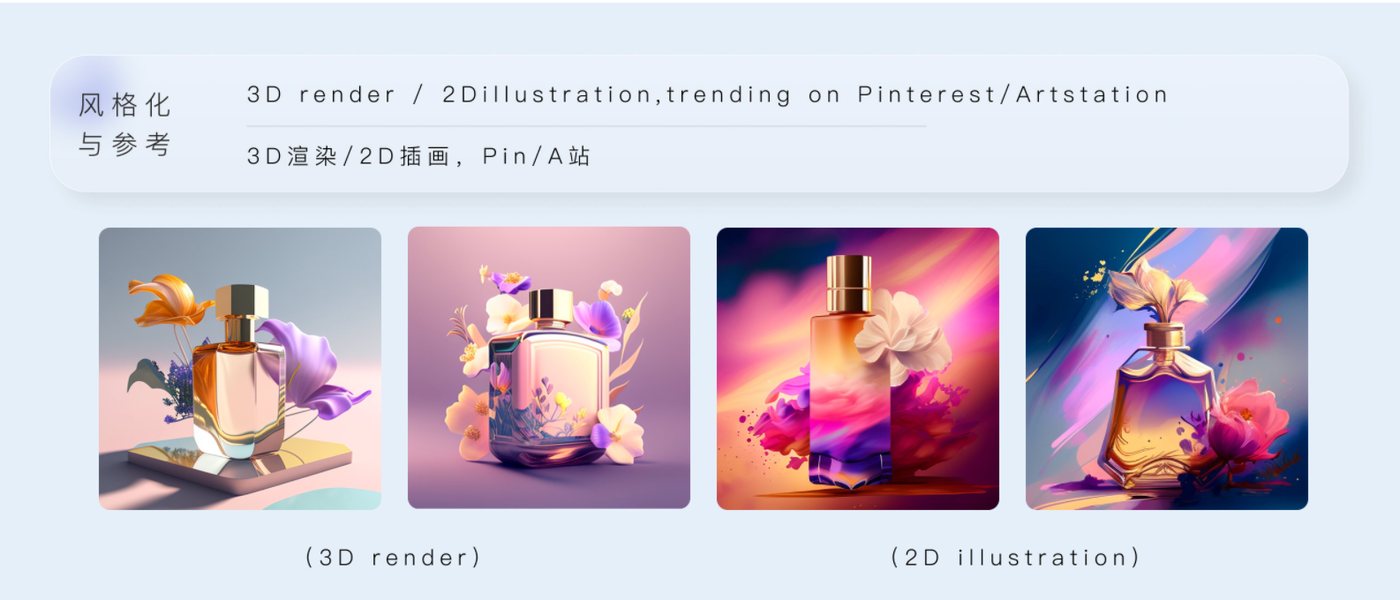 风格化
与参考
3D render / 2Dillustration,trending on Pinterest/Artstation
3D渲染/2D插画，Pin/A站
(3D render)
(2D illustration)